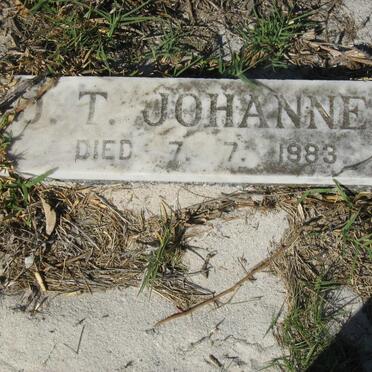 J. T. JOHANNE
DIED 7. 7. 1983